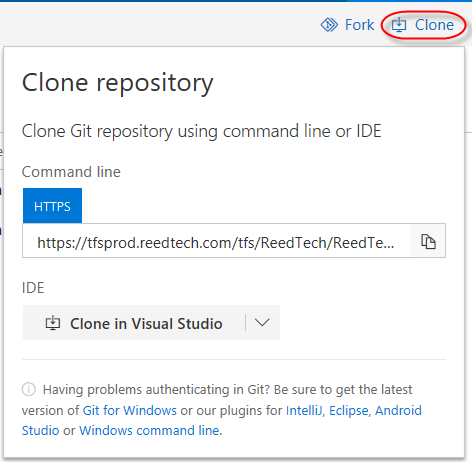 Fork Clone
Clone repository
Clone Git repository using command line or IDE
Command line
HTTPS
https://tfsprod.reedtech.com/tfs/ReedTech/ReedTe...
IDE
Clone in Visual Studio
Having problems authenticating in Git? Be sure to get the latest
version of Git for Windows or our plugins for IntelliJ, Eclipse, Android
Studio or Windows command line.